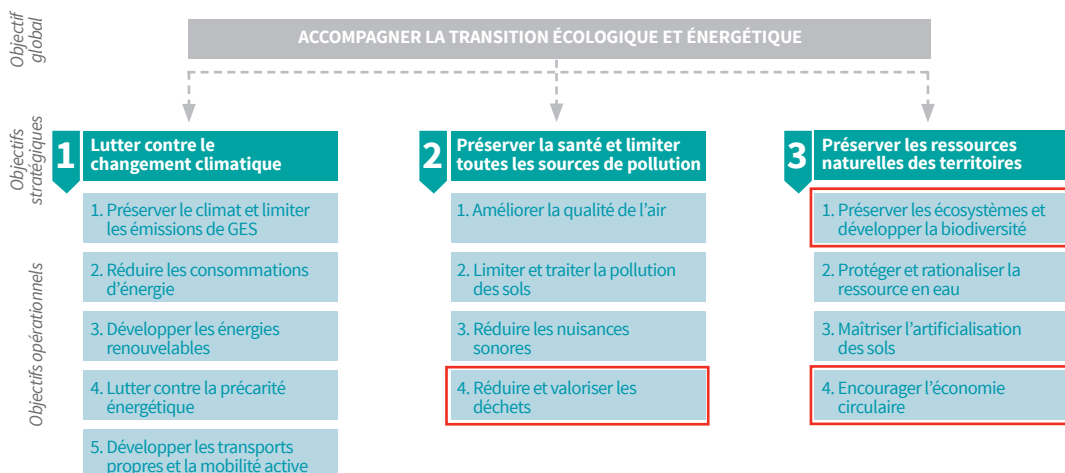 Objectif
global
ACCOMPAGNER LA TRANSITION ÉCOLOGIQUE ET ÉNERGÉTIQUE
Objectifs
stratégiques
1
Lutter contre le
changement climatique
2
Préserver la santé et limiter
toutes les sources de pollution
3
Préserver les ressources
naturelles des territoires
Objectifs opérationnels
1. Préserver le climat et limiter
les émissions de GES
2. Réduire les consommations
d’énergie
3. Développer les énergies
renouvelables
4. Lutter contre la précarité
énergétique
5. Développer les transports
propres et la mobilité active
1. Améliorer la qualité de l’air
2. Limiter et traiter la pollution
des sols
3. Réduire les nuisances
sonores
4. Réduire et valoriser les
déchets
1. Préserver les écosystèmes et
développer la biodiversité
2. Protéger et rationaliser la
ressource en eau
3. Maîtriser l’artificialisation
des sols
4. Encourager l’économie
circulaire